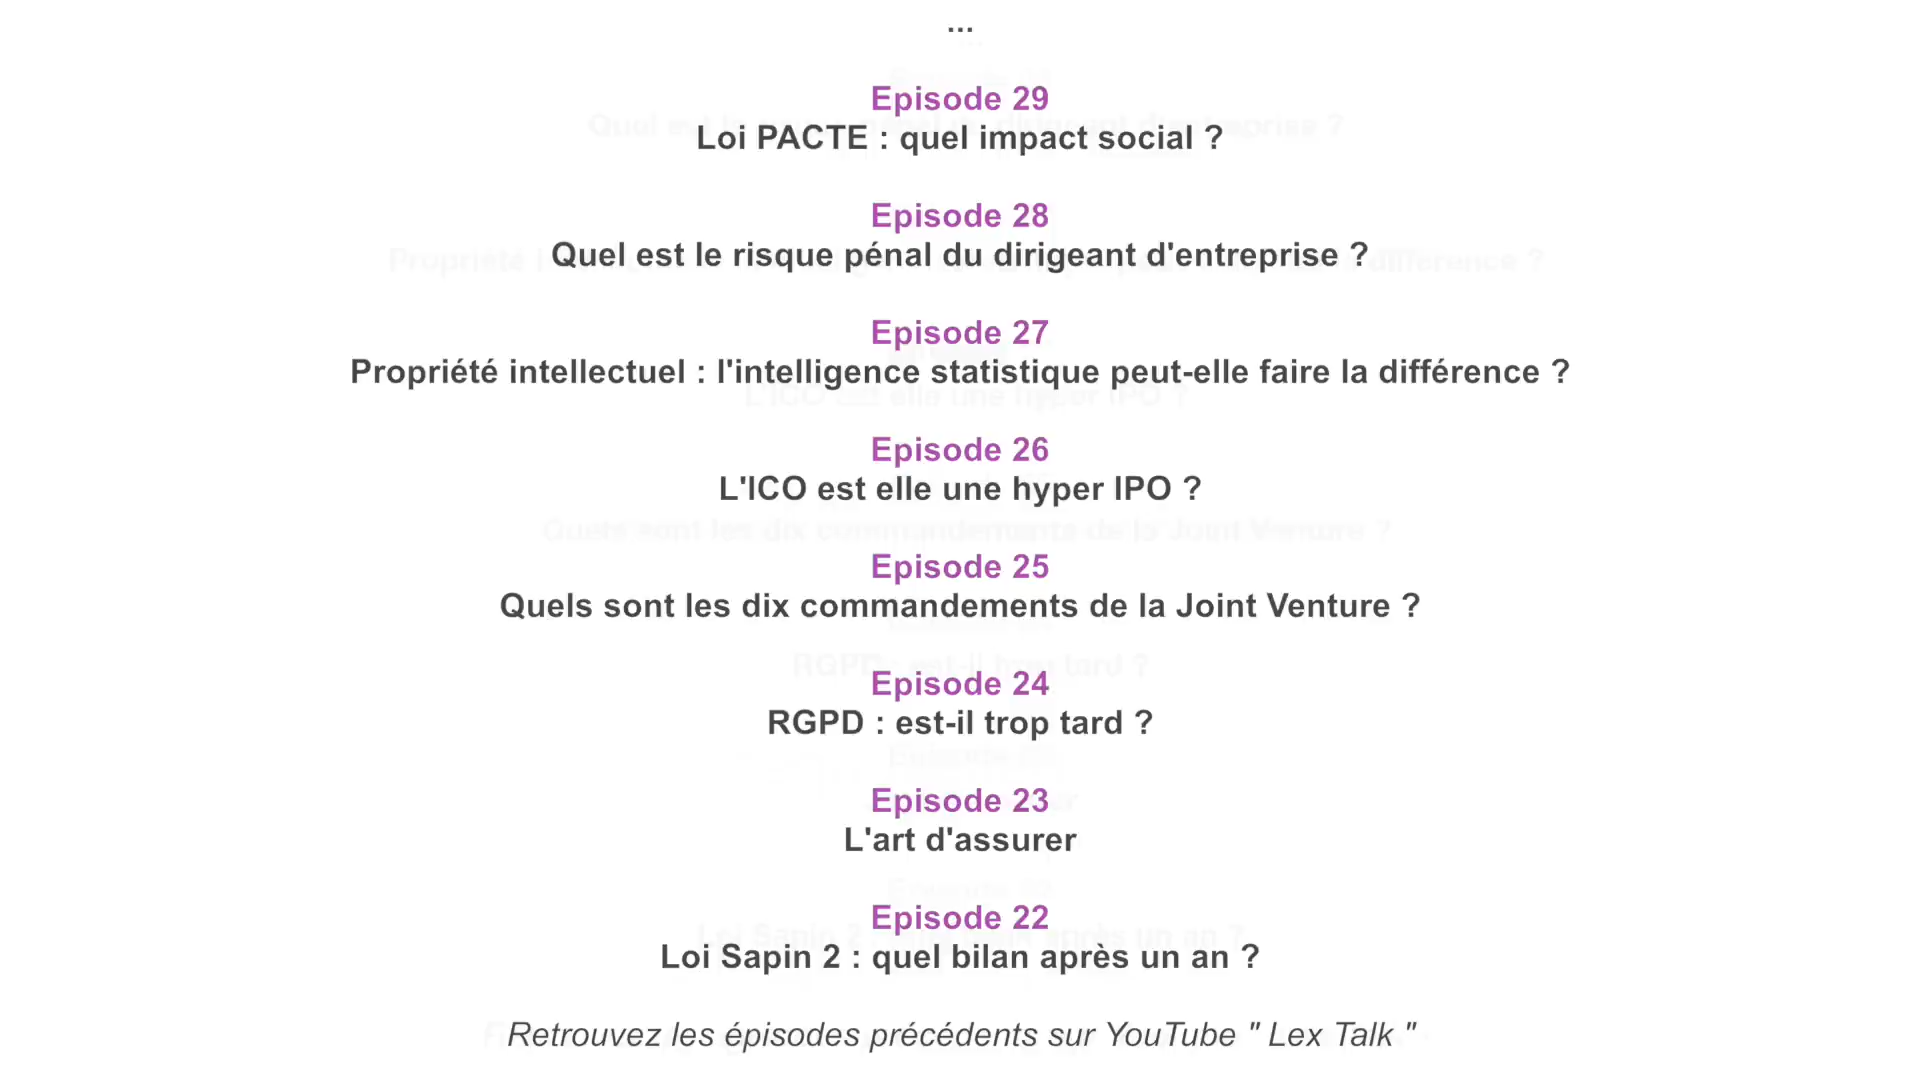 ...
Episode 29
Loi PACTE : quel impact social ?
Episode 28
Quel est le risque pénal du dirigeant d'entreprise ?
Episode 27
Propriété intellectuel : l'intelligence statistique peut-elle faire la différence ?
Episode 26
L'ICO est elle une hyper IPO ?
Episode 25
Quels sont les dix commandements de la Joint Venture ?
Episode 24
RGPD : est-il trop tard ?
Episode 23
L'art d'assurer
Episode 22
Loi Sapin 2 : quel bilan après un an ?
Retrouvez les épisodes précédents sur YouTube " Lex Talk "